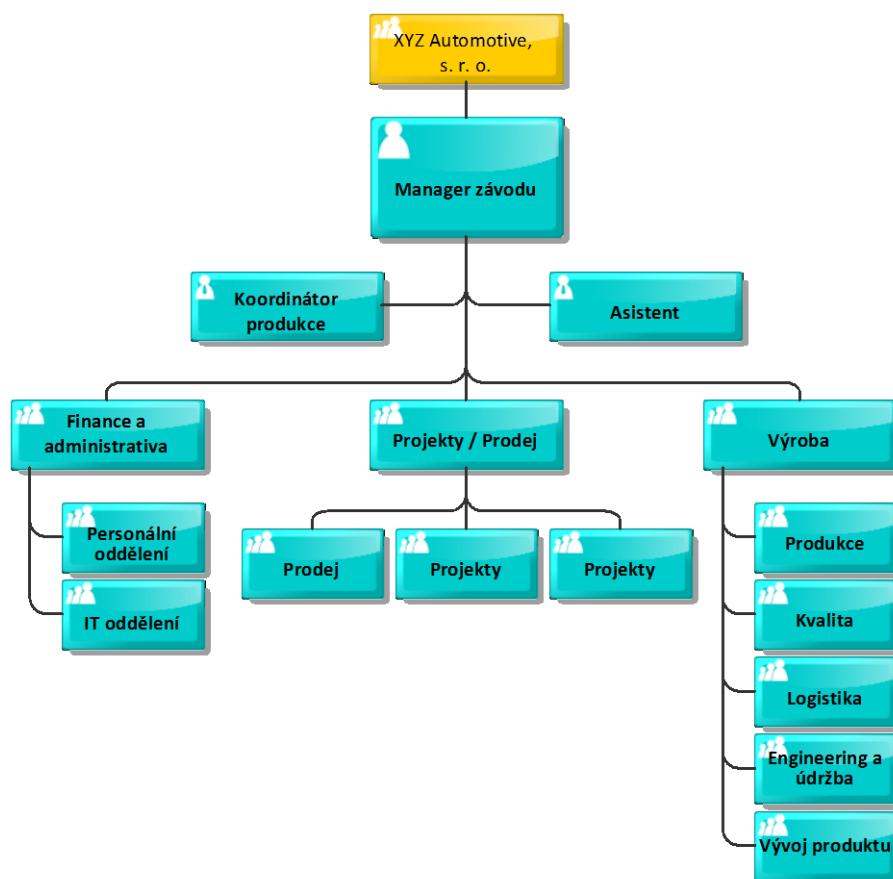 XYZ Automotive,
s. r. o.
Manager závodu
Koordinátor
produkce
Asistent
Finance a
administrativa
Projekty / Prodej
Výroba
Personální
oddělení
IT oddělení
Prodej
Projekty
Projekty
Produkce
Kvalita
Logistika
Engineering a
údržba
Vývoj produktu